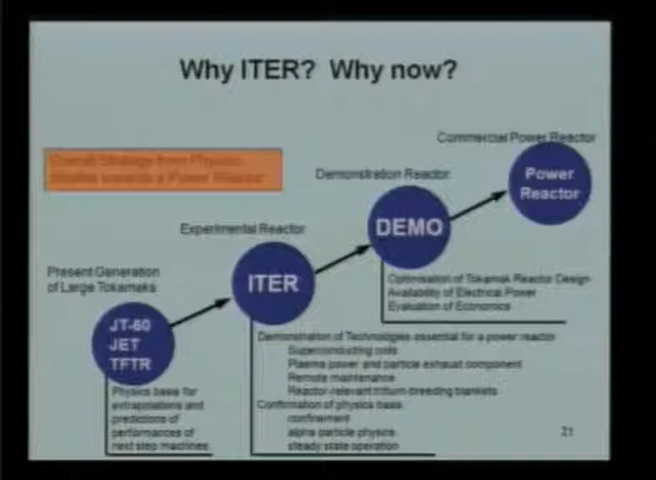 Why ITER? Why now?
Overall Strategy from Physics
Studies towards a Power Reactor
Commercial Power Reactor
Power
Reactor
Demonstration Reactor
DEMO
Optimisation of Tokamak Reactor Design
Availability of Electrical Power
Evaluation of Economics
Experimental Reactor
ITER
Demonstration of Technologies essential for a power reactor
Superconducting coils
Plasma power and particle exhaust component
Remote maintenance
Reactor-relevant tritium-breeding blankets
Confirmation of physics basis
confinement
alpha particle physics
steady state operation
Present Generation
of Large Tokamaks
JT-60
JET
TFTR
Physics basis for
extrapolations and
predictions of
performances of
next step machines
21